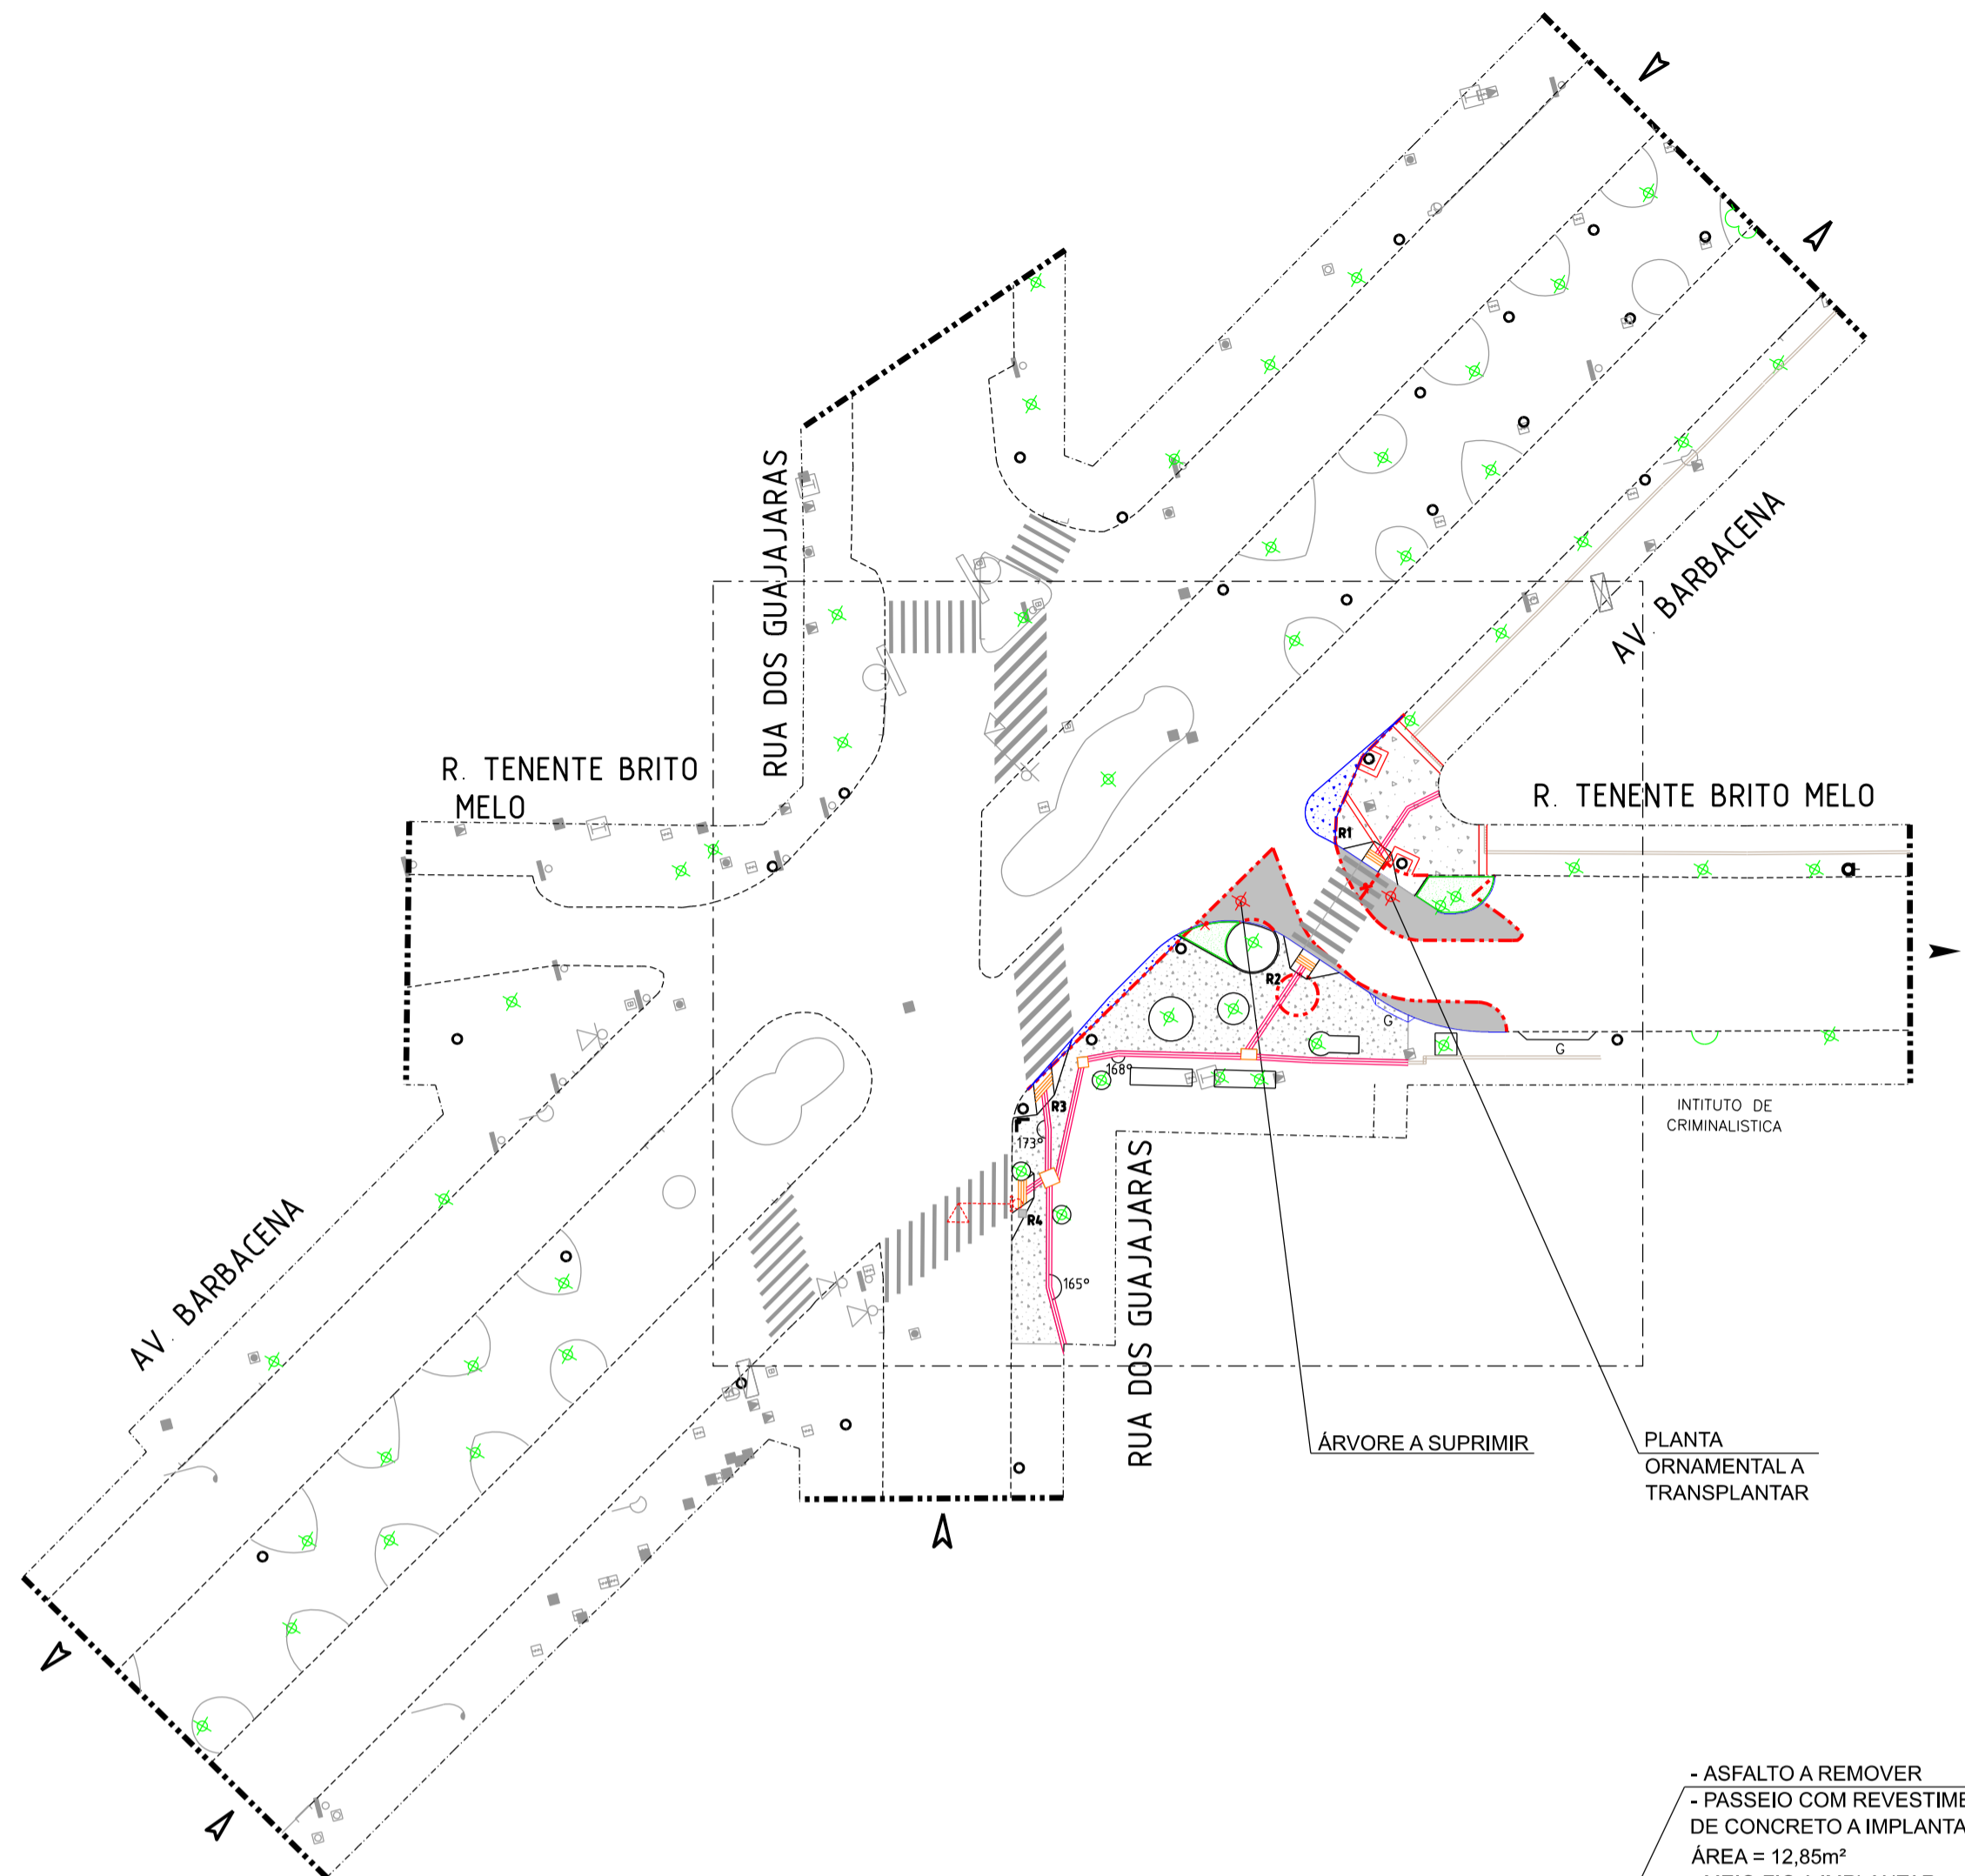 RUA DOS GUAJAJARAS
AV. BARBACENA
R. TENENTE BRITO
MELO
R. TENENTE BRITO MELO
R1
R2
G
G
168°
R3
173°
R4
165°
INTITUTO DE
CRIMINALISTICA
RUA DOS GUAJAJARAS
AV. BARBACENA
ÁRVORE A SUPRIMIR
PLANTA
ORNAMENTAL A
TRANSPLANTAR
- ASFALTO A REMOVER
- PASSEIO COM REVESTIME
DE CONCRETO A IMPLANTA
ÁREA = 12,85m²